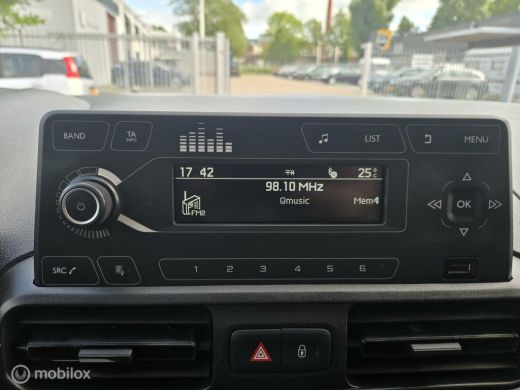 BAND
TA
INFO
LIST
MENU
17 42
TA
25°
98.10 MHz
Qmusic
Mem4
FM2
OK
SRC
1 2 3 4 5 6
mobilox